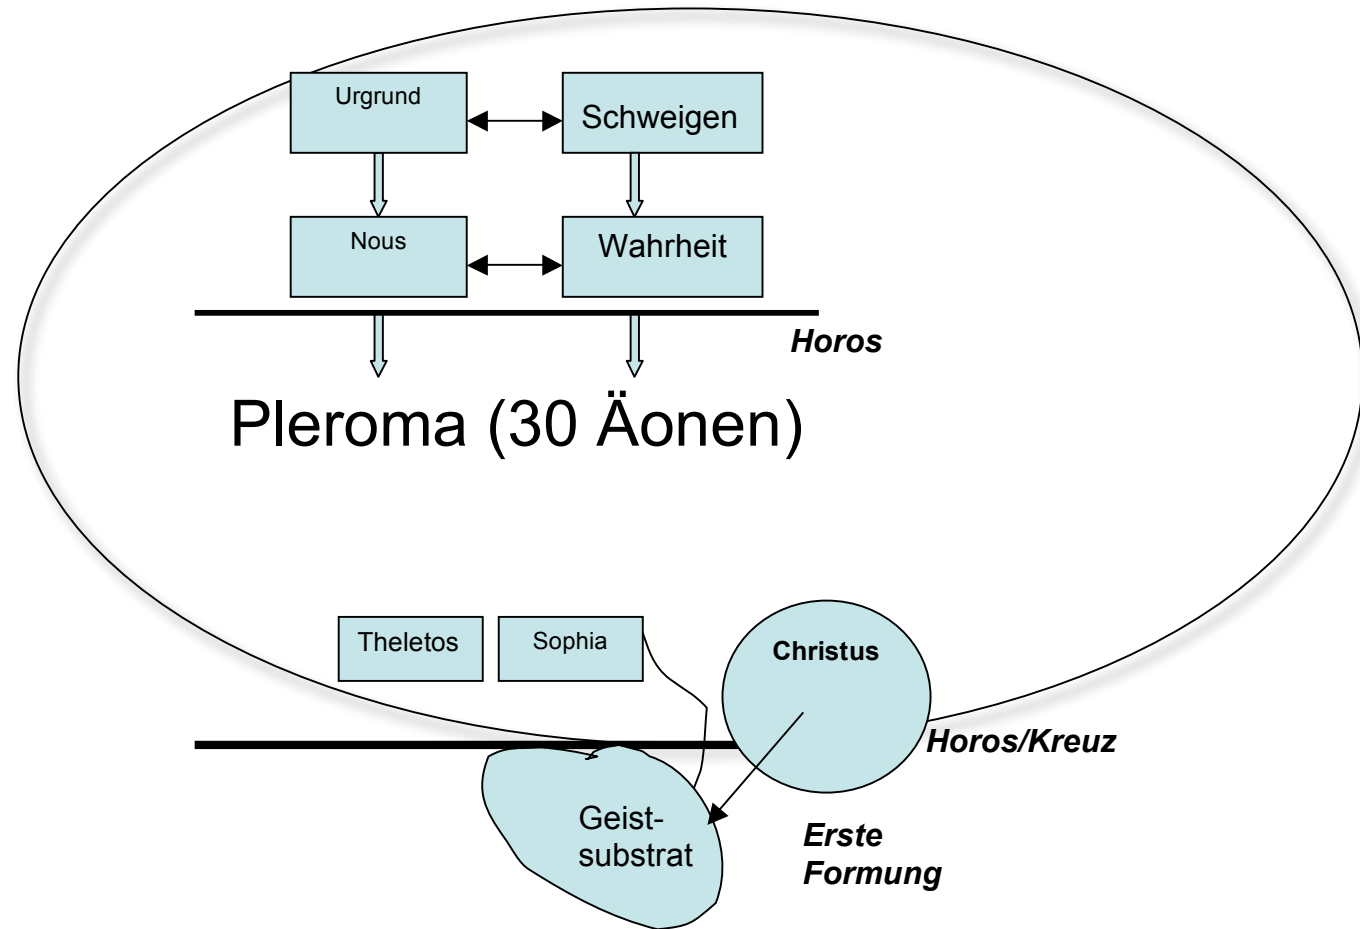 Urgrund
Schweigen
Nous
Wahrheit
Horos
Pleroma (30 Äonen)
Theletos
Sophia
Christus
Horos/Kreuz
Geist-
substrat
Erste
Formung